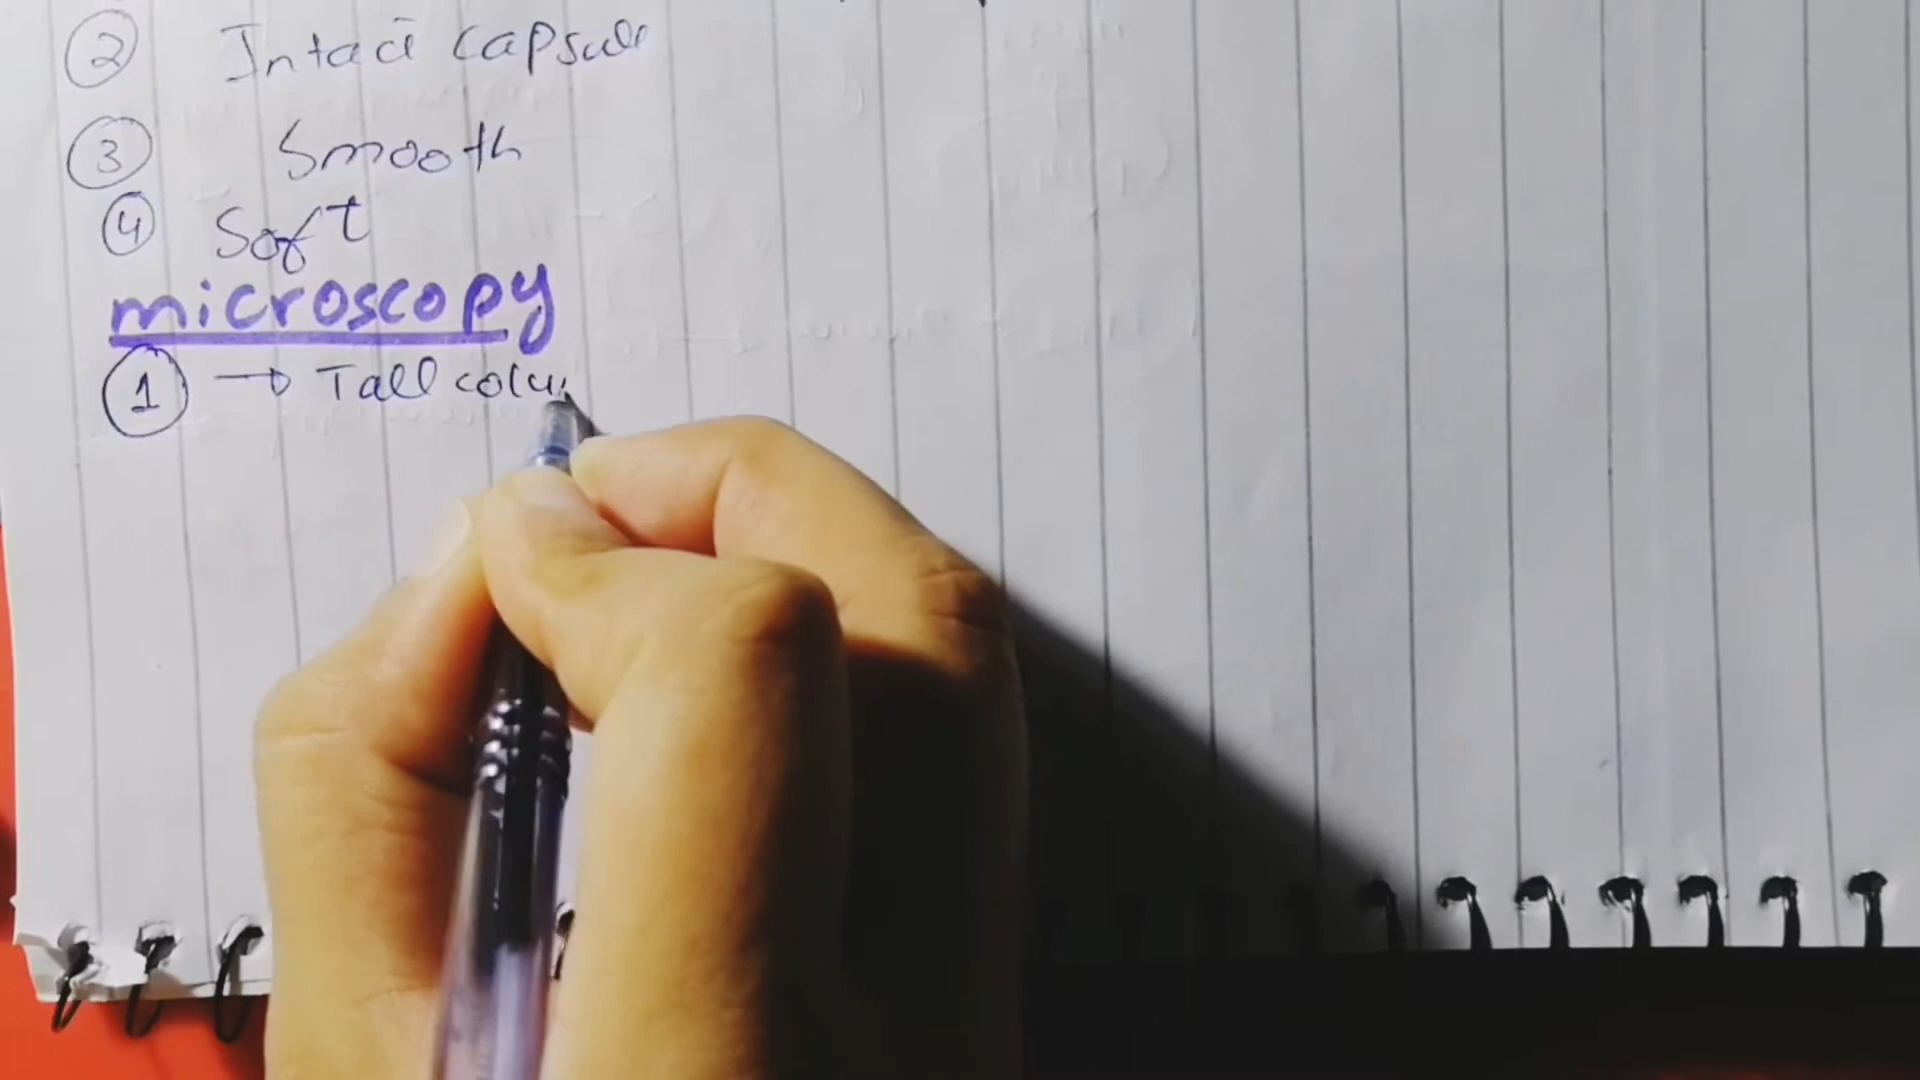 ② Intact capsule
③ Smooth
④ Soft
microscopy
① → Tall colu